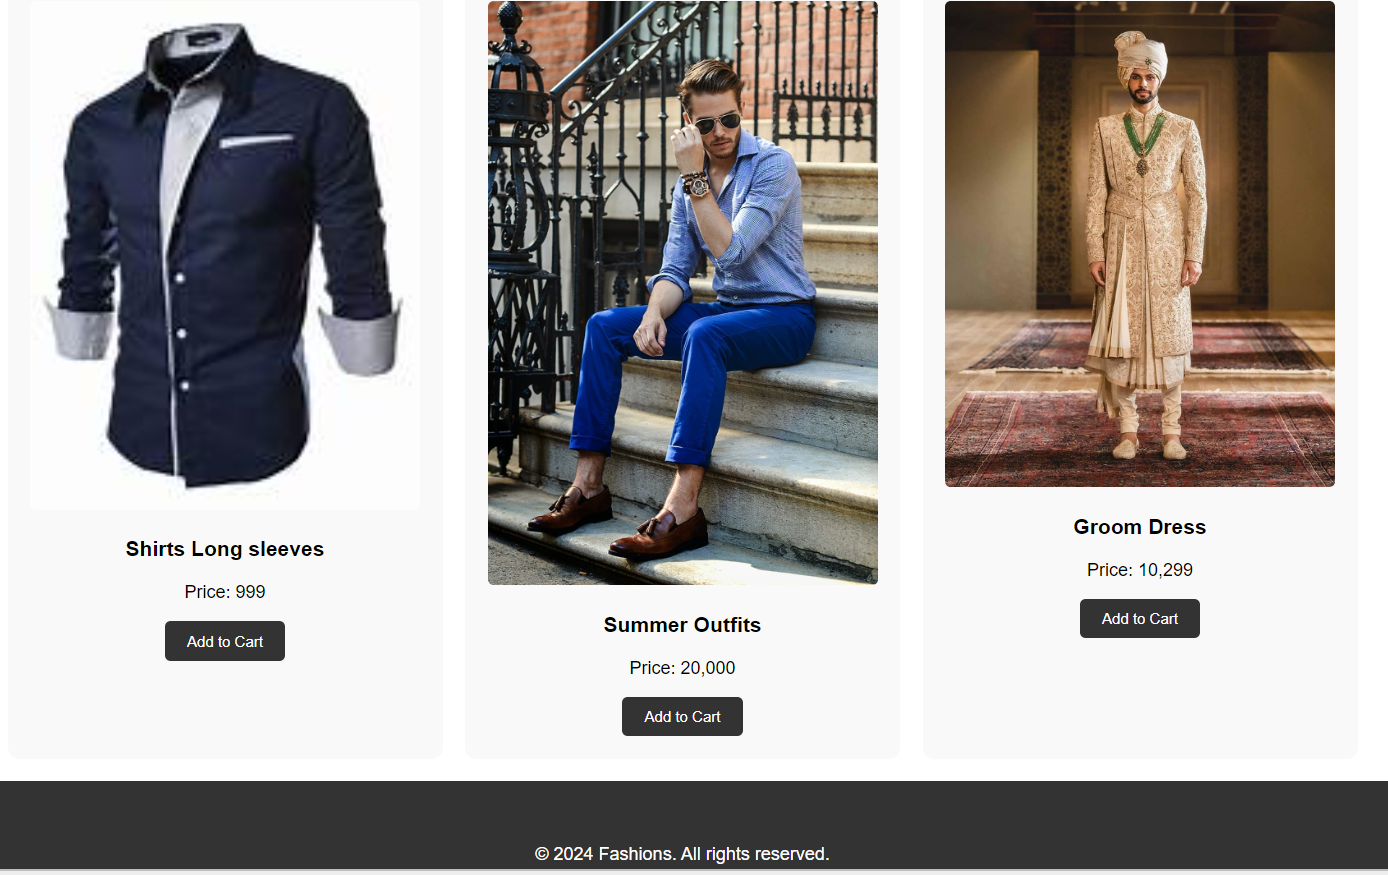 Shirts Long sleeves
Price: 999
Add to Cart
Summer Outfits
Price: 20,000
Add to Cart
Groom Dress
Price: 10,299
Add to Cart
© 2024 Fashions. All rights reserved.